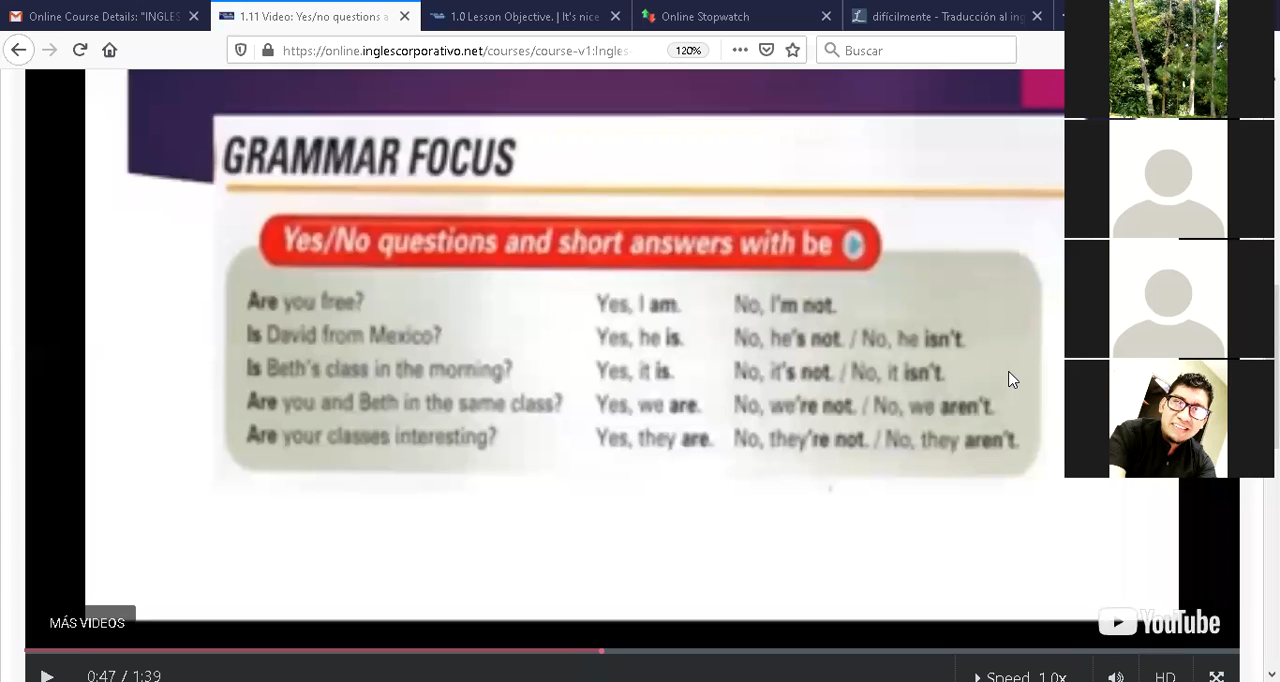 Online Course Details: "INGLES
1.11 Video: Yes/no questions a
1.0 Lesson Objective. | It's nice
Online Stopwatch
difícilmente - Traducción al ing
https://online.inglescorporativo.net/courses/course-v1:Ingles
120%
Buscar
GRAMMAR FOCUS
Yes/No questions and short answers with be
Are you free? Yes, I am. No, I'm not.
Is David from Mexico? Yes, he is. No, he's not. / No, he isn't.
Is Beth's class in the morning? Yes, it is. No, it's not. / No, it isn't.
Are you and Beth in the same class? Yes, we are. No, we're not. / No, we aren't.
Are your classes interesting? Yes, they are. No, they're not. / No, they aren't.
MÁS VIDEOS
YouTube
0:47 / 1:39
Speed 1.0x
HD